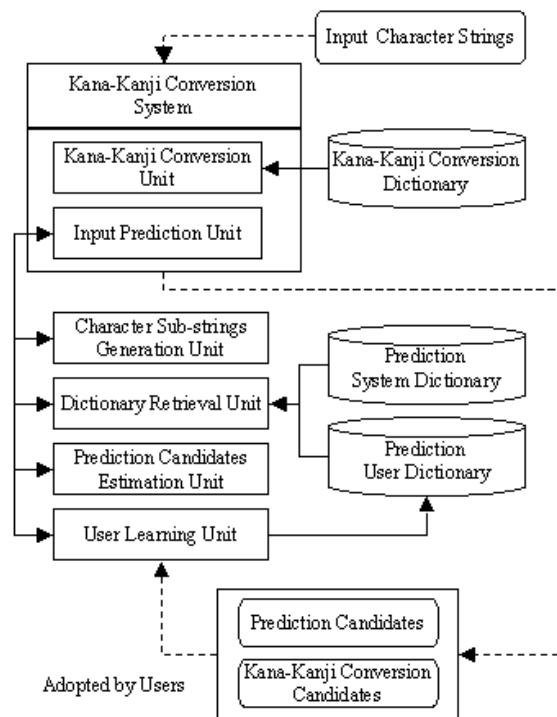 Input Character Strings
Kana-Kanji Conversion
System
Kana-Kanji Conversion
Unit
Kana-Kanji Conversion
Dictionary
Input Prediction Unit
Character Sub-strings
Generation Unit
Prediction
System Dictionary
Dictionary Retrieval Unit
Prediction
User Dictionary
Prediction Candidates
Estimation Unit
User Learning Unit
Prediction Candidates
Kana-Kanji Conversion
Candidates
Adopted by Users